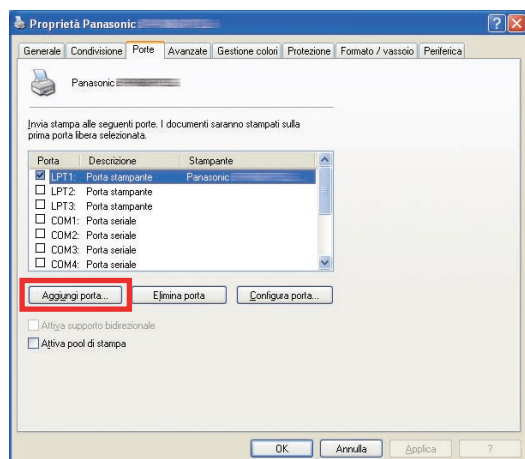 Proprietà Panasonic
Generale Condivisione Porte Avanzate Gestione colori Protezione Formato / vassoio Periferica
Panasonic
Invia stampa alle seguenti porte. I documenti saranno stampati sulla
prima porta libera selezionata.
Porta Descrizione Stampante
LPT1: Porta stampante Panasonic
LPT2: Porta stampante
LPT3: Porta stampante
COM1: Porta seriale
COM2: Porta seriale
COM3: Porta seriale
COM4: Porta seriale
Aggiungi porta... Elimina porta Configura porta...
Attiva supporto bidirezionale
Attiva pool di stampa
OK Annulla Applica ?